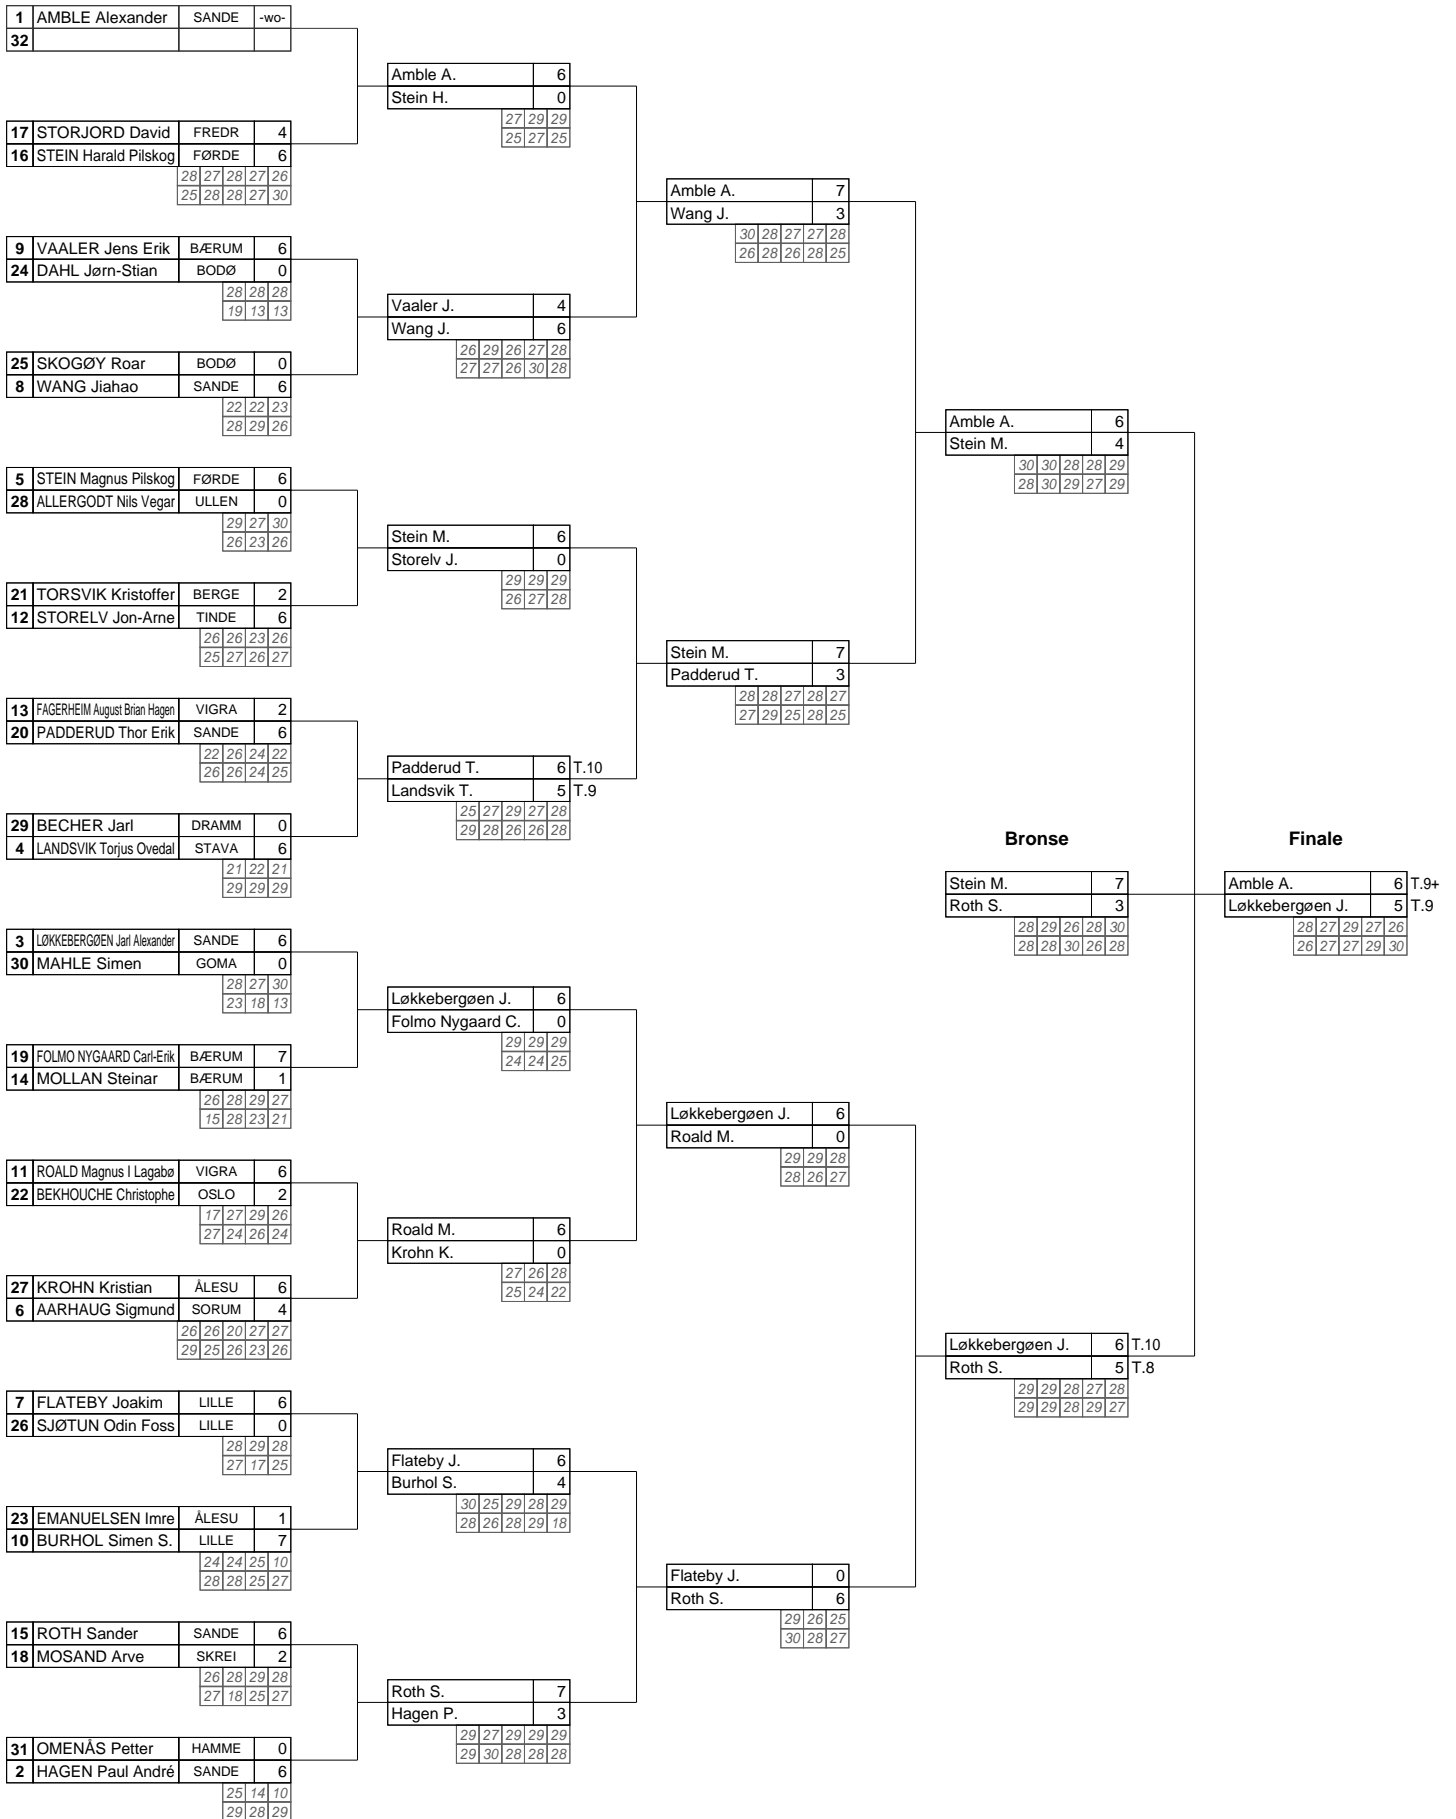 1 AMBLE Alexander SANDE -wo-
32
17 STORJORD David FREDR 4
16 STEIN Harald Pilskog FØRDE 6
28 27 28 27 26
25 28 28 27 30
9 VAALER Jens Erik BÆRUM 6
24 DAHL Jørn-Stian BODØ 0
28 28 28
19 13 13
25 SKOGØY Roar BODØ 0
8 WANG Jiahao SANDE 6
22 22 23
28 29 26
5 STEIN Magnus Pilskog FØRDE 6
28 ALLERGODT Nils Vegar ULLEN 0
29 27 30
26 23 26
21 TORSVIK Kristoffer BERGE 2
12 STORELV Jon-Arne TINDE 6
26 26 23 26
25 27 26 27
13 FAGERHEIM August Brian Hagen VIGRA 2
20 PADDERUD Thor Erik SANDE 6
22 26 24 22
26 26 24 25
29 BECHER Jarl DRAMM 0
4 LANDSVIK Torjus Ovedal STAVA 6
21 22 21
29 29 29
3 LØKKEBERGØEN Jarl Alexander SANDE 6
30 MAHLE Simen GOMA 0
28 27 30
23 18 13
19 FOLMO NYGAARD Carl-Erik BÆRUM 7
14 MOLLAN Steinar BÆRUM 1
26 28 29 27
15 28 23 21
11 ROALD Magnus I Lagabø VIGRA 6
22 BEKHOUCHE Christophe OSLO 2
17 27 29 26
27 24 26 24
27 KROHN Kristian ÅLESU 6
6 AARHAUG Sigmund SORUM 4
26 26 20 27 27
29 25 26 23 26
7 FLATEBY Joakim LILLE 6
26 SJØTUN Odin Foss LILLE 0
28 29 28
27 17 25
23 EMANUELSEN Imre ÅLESU 1
10 BURHOL Simen S. LILLE 7
24 24 25 10
28 28 25 27
15 ROTH Sander SANDE 6
18 MOSAND Arve SKREI 2
26 28 29 28
27 18 25 27
31 OMENÅS Petter HAMME 0
2 HAGEN Paul André SANDE 6
25 14 10
29 28 29
Amble A. 6
Stein H. 0
27 29 29
25 27 25
Vaaler J. 4
Wang J. 6
26 29 26 27 28
27 27 26 30 28
Stein M. 6
Storelv J. 0
29 29 29
26 27 28
Padderud T. 6 T.10
Landsvik T. 5 T.9
25 27 29 27 28
29 28 26 26 28
Løkkebergøen J. 6
Folmo Nygaard C. 0
29 29 29
24 24 25
Roald M. 6
Krohn K. 0
27 26 28
25 24 22
Flateby J. 6
Burhol S. 4
30 25 29 28 29
28 26 28 29 18
Roth S. 7
Hagen P. 3
29 27 29 29 29
29 30 28 28 28
Amble A. 7
Wang J. 3
30 28 27 27 28
26 28 26 28 25
Stein M. 7
Padderud T. 3
28 28 27 28 27
27 29 25 28 25
Løkkebergøen J. 6
Roald M. 0
29 29 28
28 26 27
Flateby J. 0
Roth S. 6
29 26 25
30 28 27
Amble A. 6
Stein M. 4
30 30 28 28 29
28 30 29 27 29
Løkkebergøen J. 6 T.10
Roth S. 5 T.8
29 29 28 27 28
29 29 28 29 27
Bronse
Stein M. 7
Roth S. 3
28 29 26 28 30
28 28 30 26 28
Finale
Amble A. 6 T.9+
Løkkebergøen J. 5 T.9
28 27 29 27 26
26 27 27 29 30